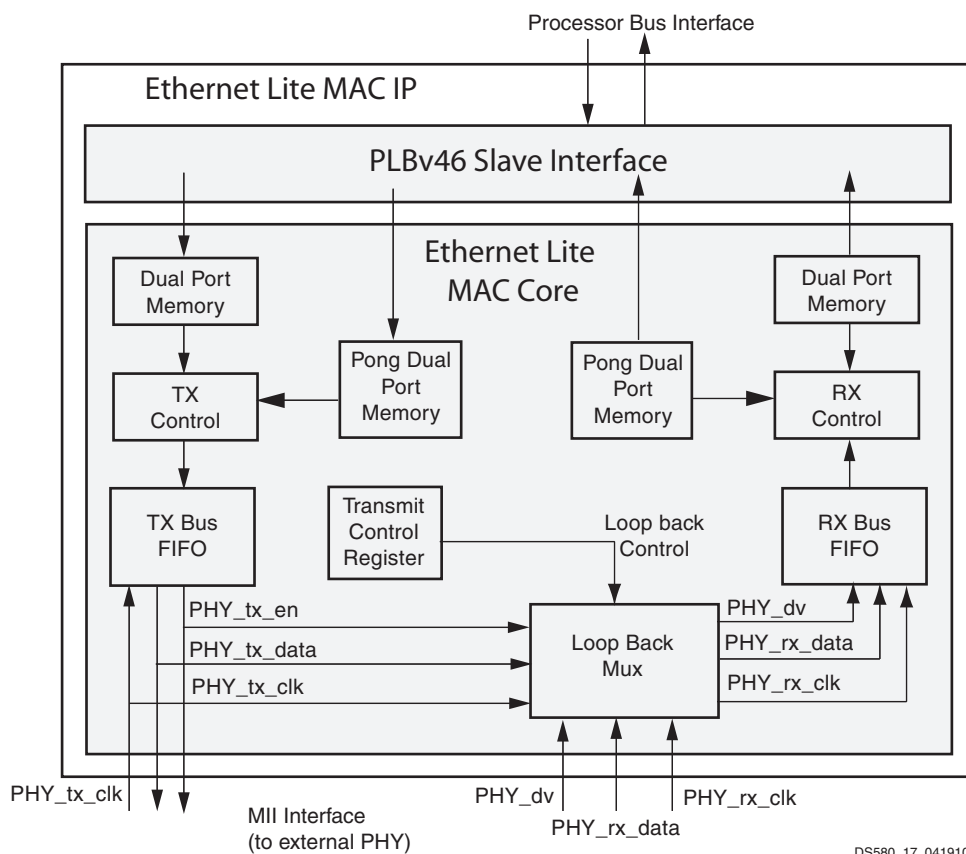 Processor Bus Interface
Ethernet Lite MAC IP
PLBv46 Slave Interface
Ethernet Lite
MAC Core
Dual Port
Memory
Dual Port
Memory
Pong Dual
Port
Memory
Pong Dual
Port
Memory
TX
Control
RX
Control
TX Bus
FIFO
Transmit
Control
Register
Loop back
Control
RX Bus
FIFO
PHY_tx_en
PHY_tx_data
PHY_tx_clk
Loop Back
Mux
PHY_dv
PHY_rx_data
PHY_rx_clk
PHY_tx_clk
MII Interface
(to external PHY)
PHY_dv
PHY_rx_data
PHY_rx_clk
DS580_17_041910